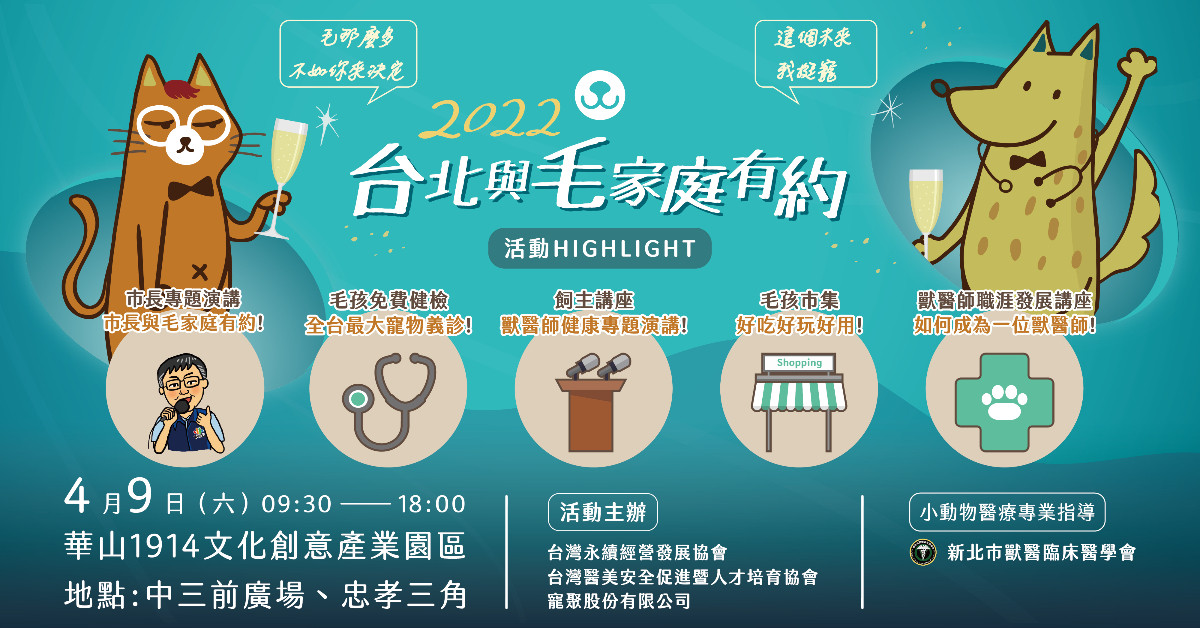 毛那麼多
不如你來決定
這個未來
我挺寵
2022
台北與毛家庭有約
活動HIGHLIGHT
市長專題演講
市長與毛家庭有約!
毛孩免費健檢
全台最大寵物義診!
飼主講座
獸醫師健康專題演講!
毛孩市集
好吃好玩好用!
獸醫師職涯發展講座
如何成為一位獸醫師!
Shopping
4月9日（六）09:30 —— 18:00
華山1914文化創意產業園區
地點:中三前廣場、忠孝三角
活動主辦
台灣永續經營發展協會
台灣醫美安全促進暨人才培育協會
寵聚股份有限公司
小動物醫療專業指導
新北市獸醫臨床醫學會